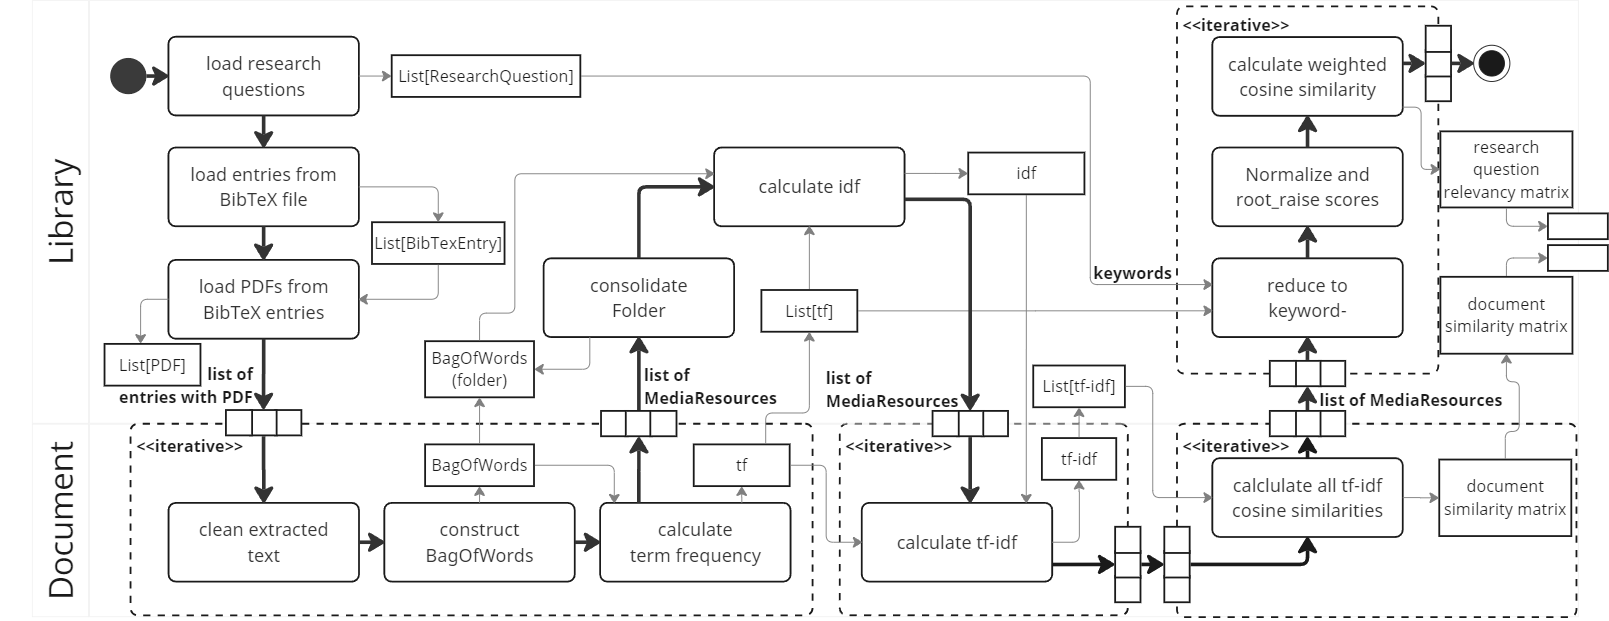 Library
Document
load research
questions
List[ResearchQuestion]
load entries from
BibTeX file
List[BibTexEntry]
load PDFs from
BibTeX entries
List[PDF]
list of
entries with PDF
<<iterative>>
clean extracted
text
construct
BagOfWords
calculate
term frequency
BagOfWords
BagOfWords
(folder)
tf
list of
MediaResources
consolidate
Folder
List[tf]
calculate idf
idf
list of
MediaResources
<<iterative>>
calculate tf-idf
tf-idf
List[tf-idf]
<<iterative>>
calclulate all tf-idf
cosine similarities
document
similarity matrix
list of MediaResources
<<iterative>>
keywords
reduce to
keyword-
Normalize and
root_raise scores
calculate weighted
cosine similarity
research
question
relevancy matrix
document
similarity matrix